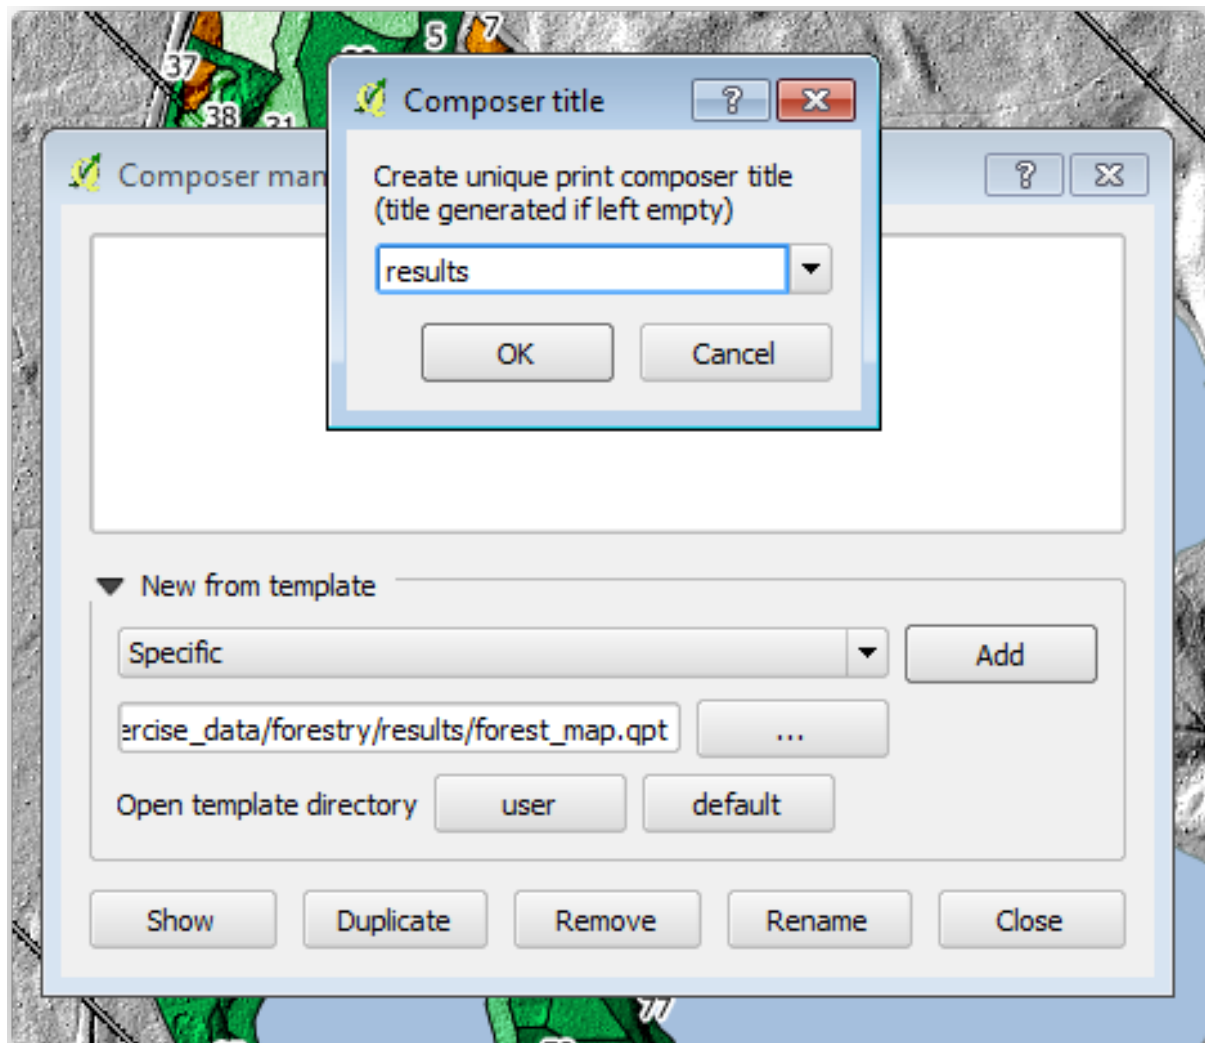 5
7
37
38
31
Composer title
Composer man
Create unique print composer title
(title generated if left empty)
results
OK
Cancel
New from template
Specific
Add
ercise_data/forestry/results/forest_map.qpt
...
Open template directory
user
default
Show
Duplicate
Remove
Rename
Close
77